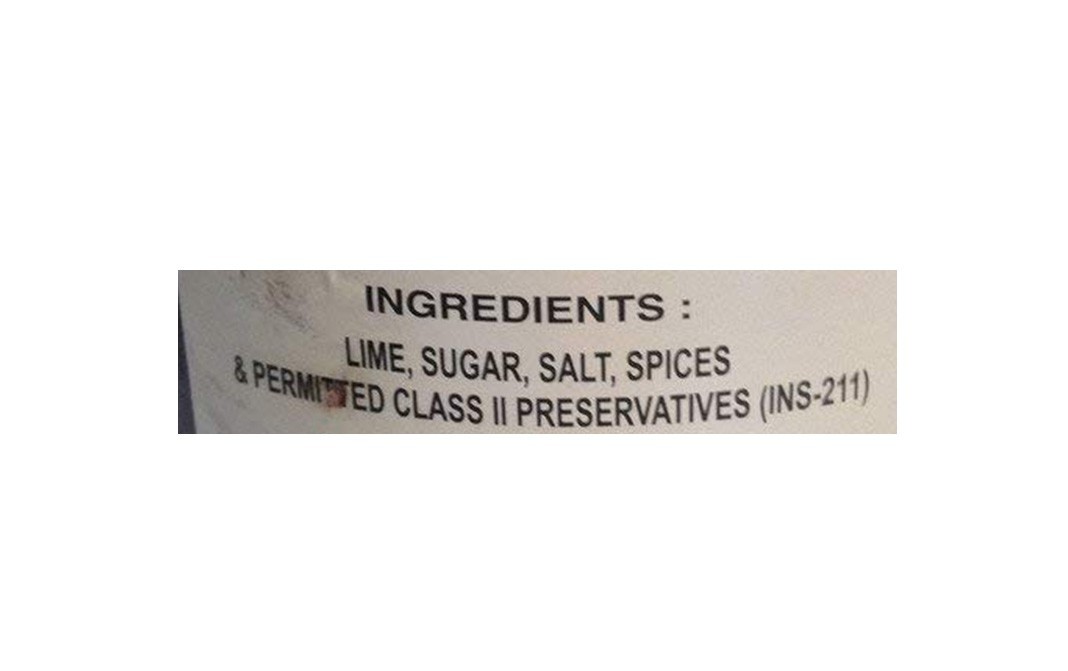 INGREDIENTS :
LIME, SUGAR, SALT, SPICES
& PERMITTED CLASS II PRESERVATIVES (INS-211)